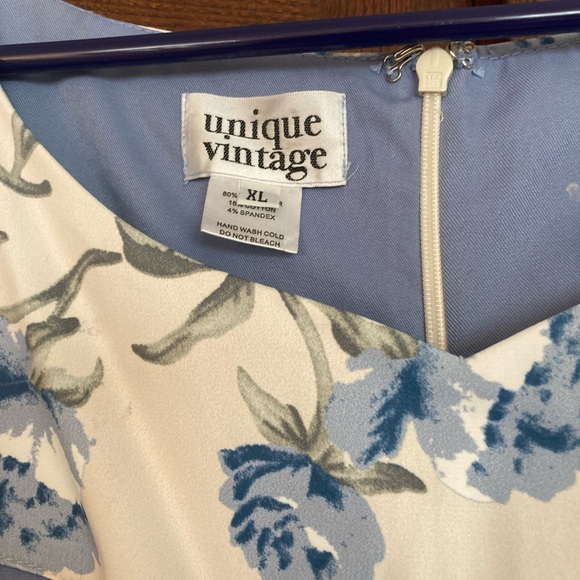 unique
vintage
XL
80% R
16% COTTON
4% SPANDEX
HAND WASH COLD
DO NOT BLEACH